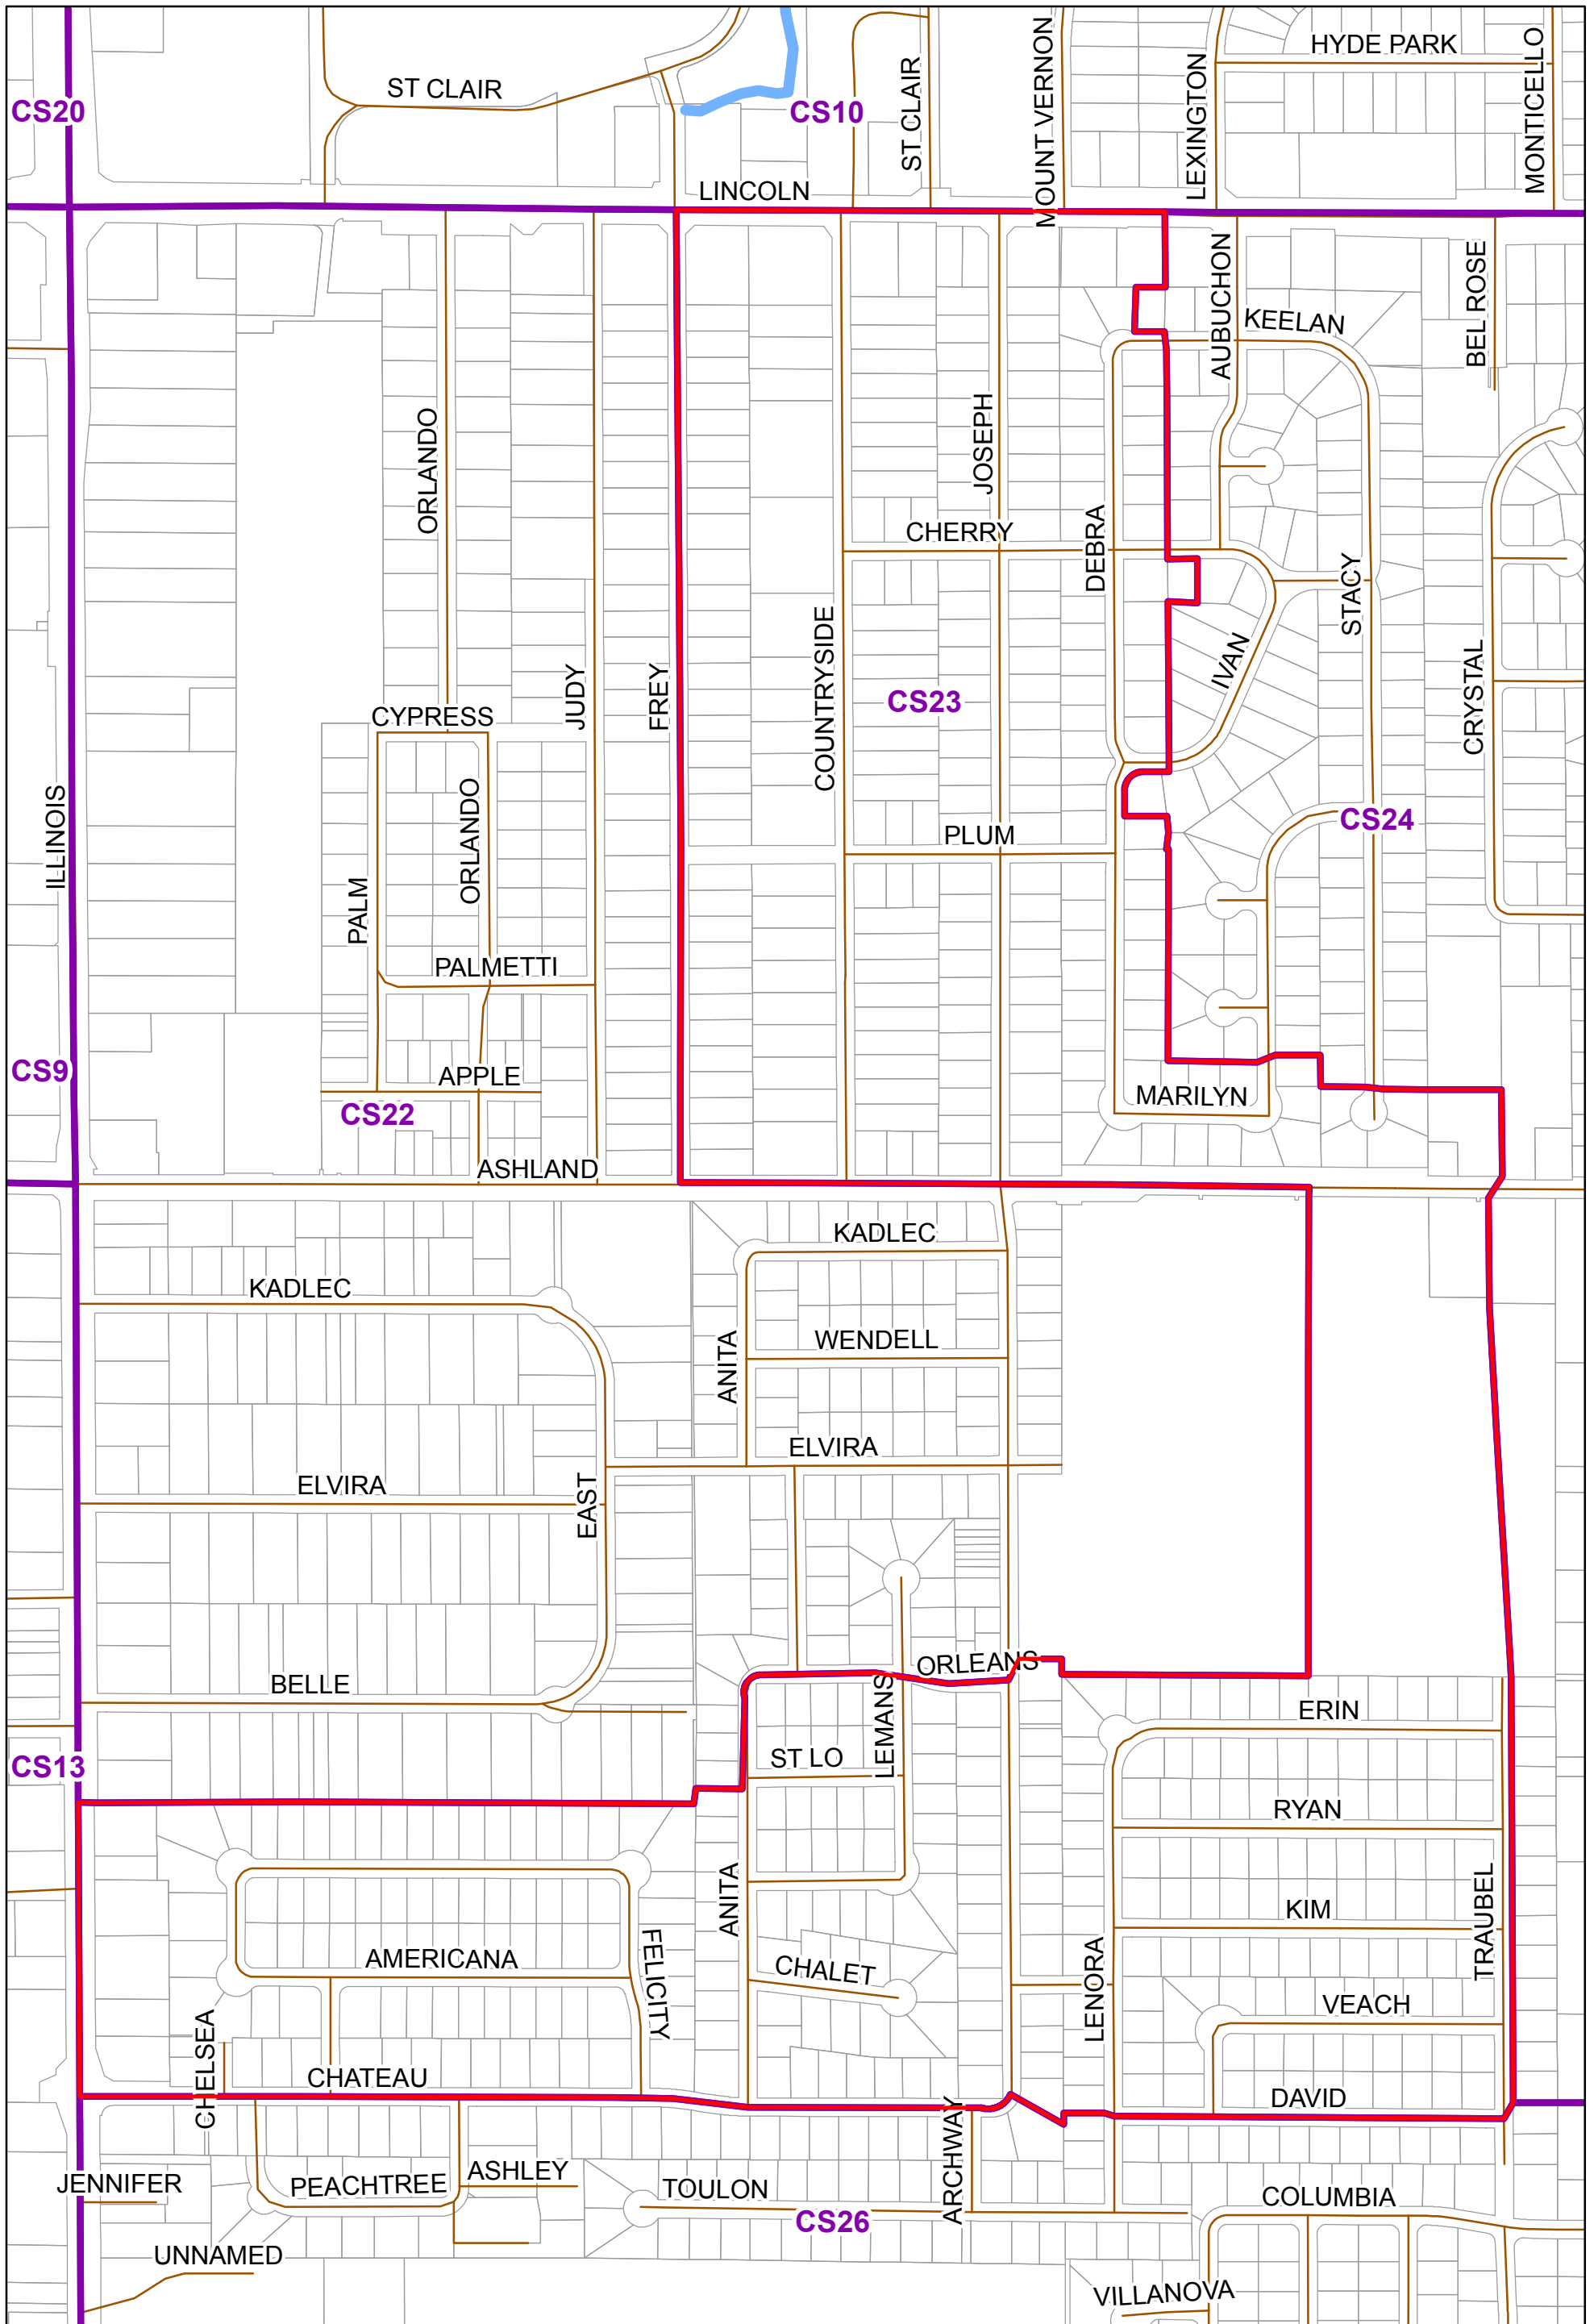 HYDE PARK
ST CLAIR
CS20
CS10
ST CLAIR
MOUNT VERNON
LEXINGTON
MONTICELLO
LINCOLN
AUBUCHON
KEELAN
BEL ROSE
ORLANDO
JOSEPH
CHERRY
DEBRA
STACY
IVAN
COUNTRYSIDE
CS23
JUDY
FREY
CRYSTAL
CYPRESS
ILLINOIS
ORLANDO
PLUM
CS24
PALM
PALMETTI
CS9
APPLE
CS22
MARILYN
ASHLAND
KADLEC
KADLEC
WENDELL
ANITA
ELVIRA
ELVIRA
EAST
ORLEANS
BELLE
LEMANS
ERIN
CS13
ST LO
RYAN
ANITA
KIM
TRAUBEL
AMERICANA
FELICITY
CHALET
LENORA
VEACH
CHELSEA
CHATEAU
DAVID
ARCHWAY
JENNIFER
PEACHTREE
ASHLEY
TOULON
COLUMBIA
CS26
UNNAMED
VILLANOVA